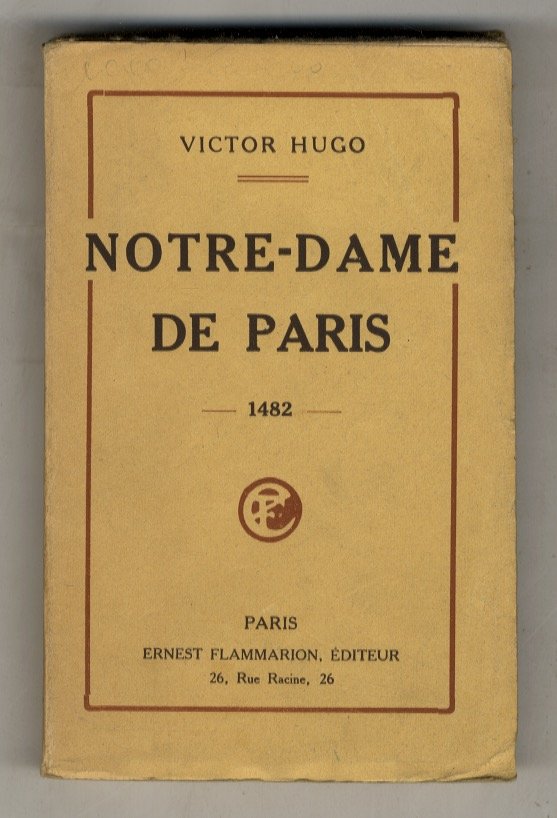 VICTOR HUGO
NOTRE-DAME
DE PARIS
1482
PARIS
ERNEST FLAMMARION, ÉDITEUR
26, Rue Racine, 26